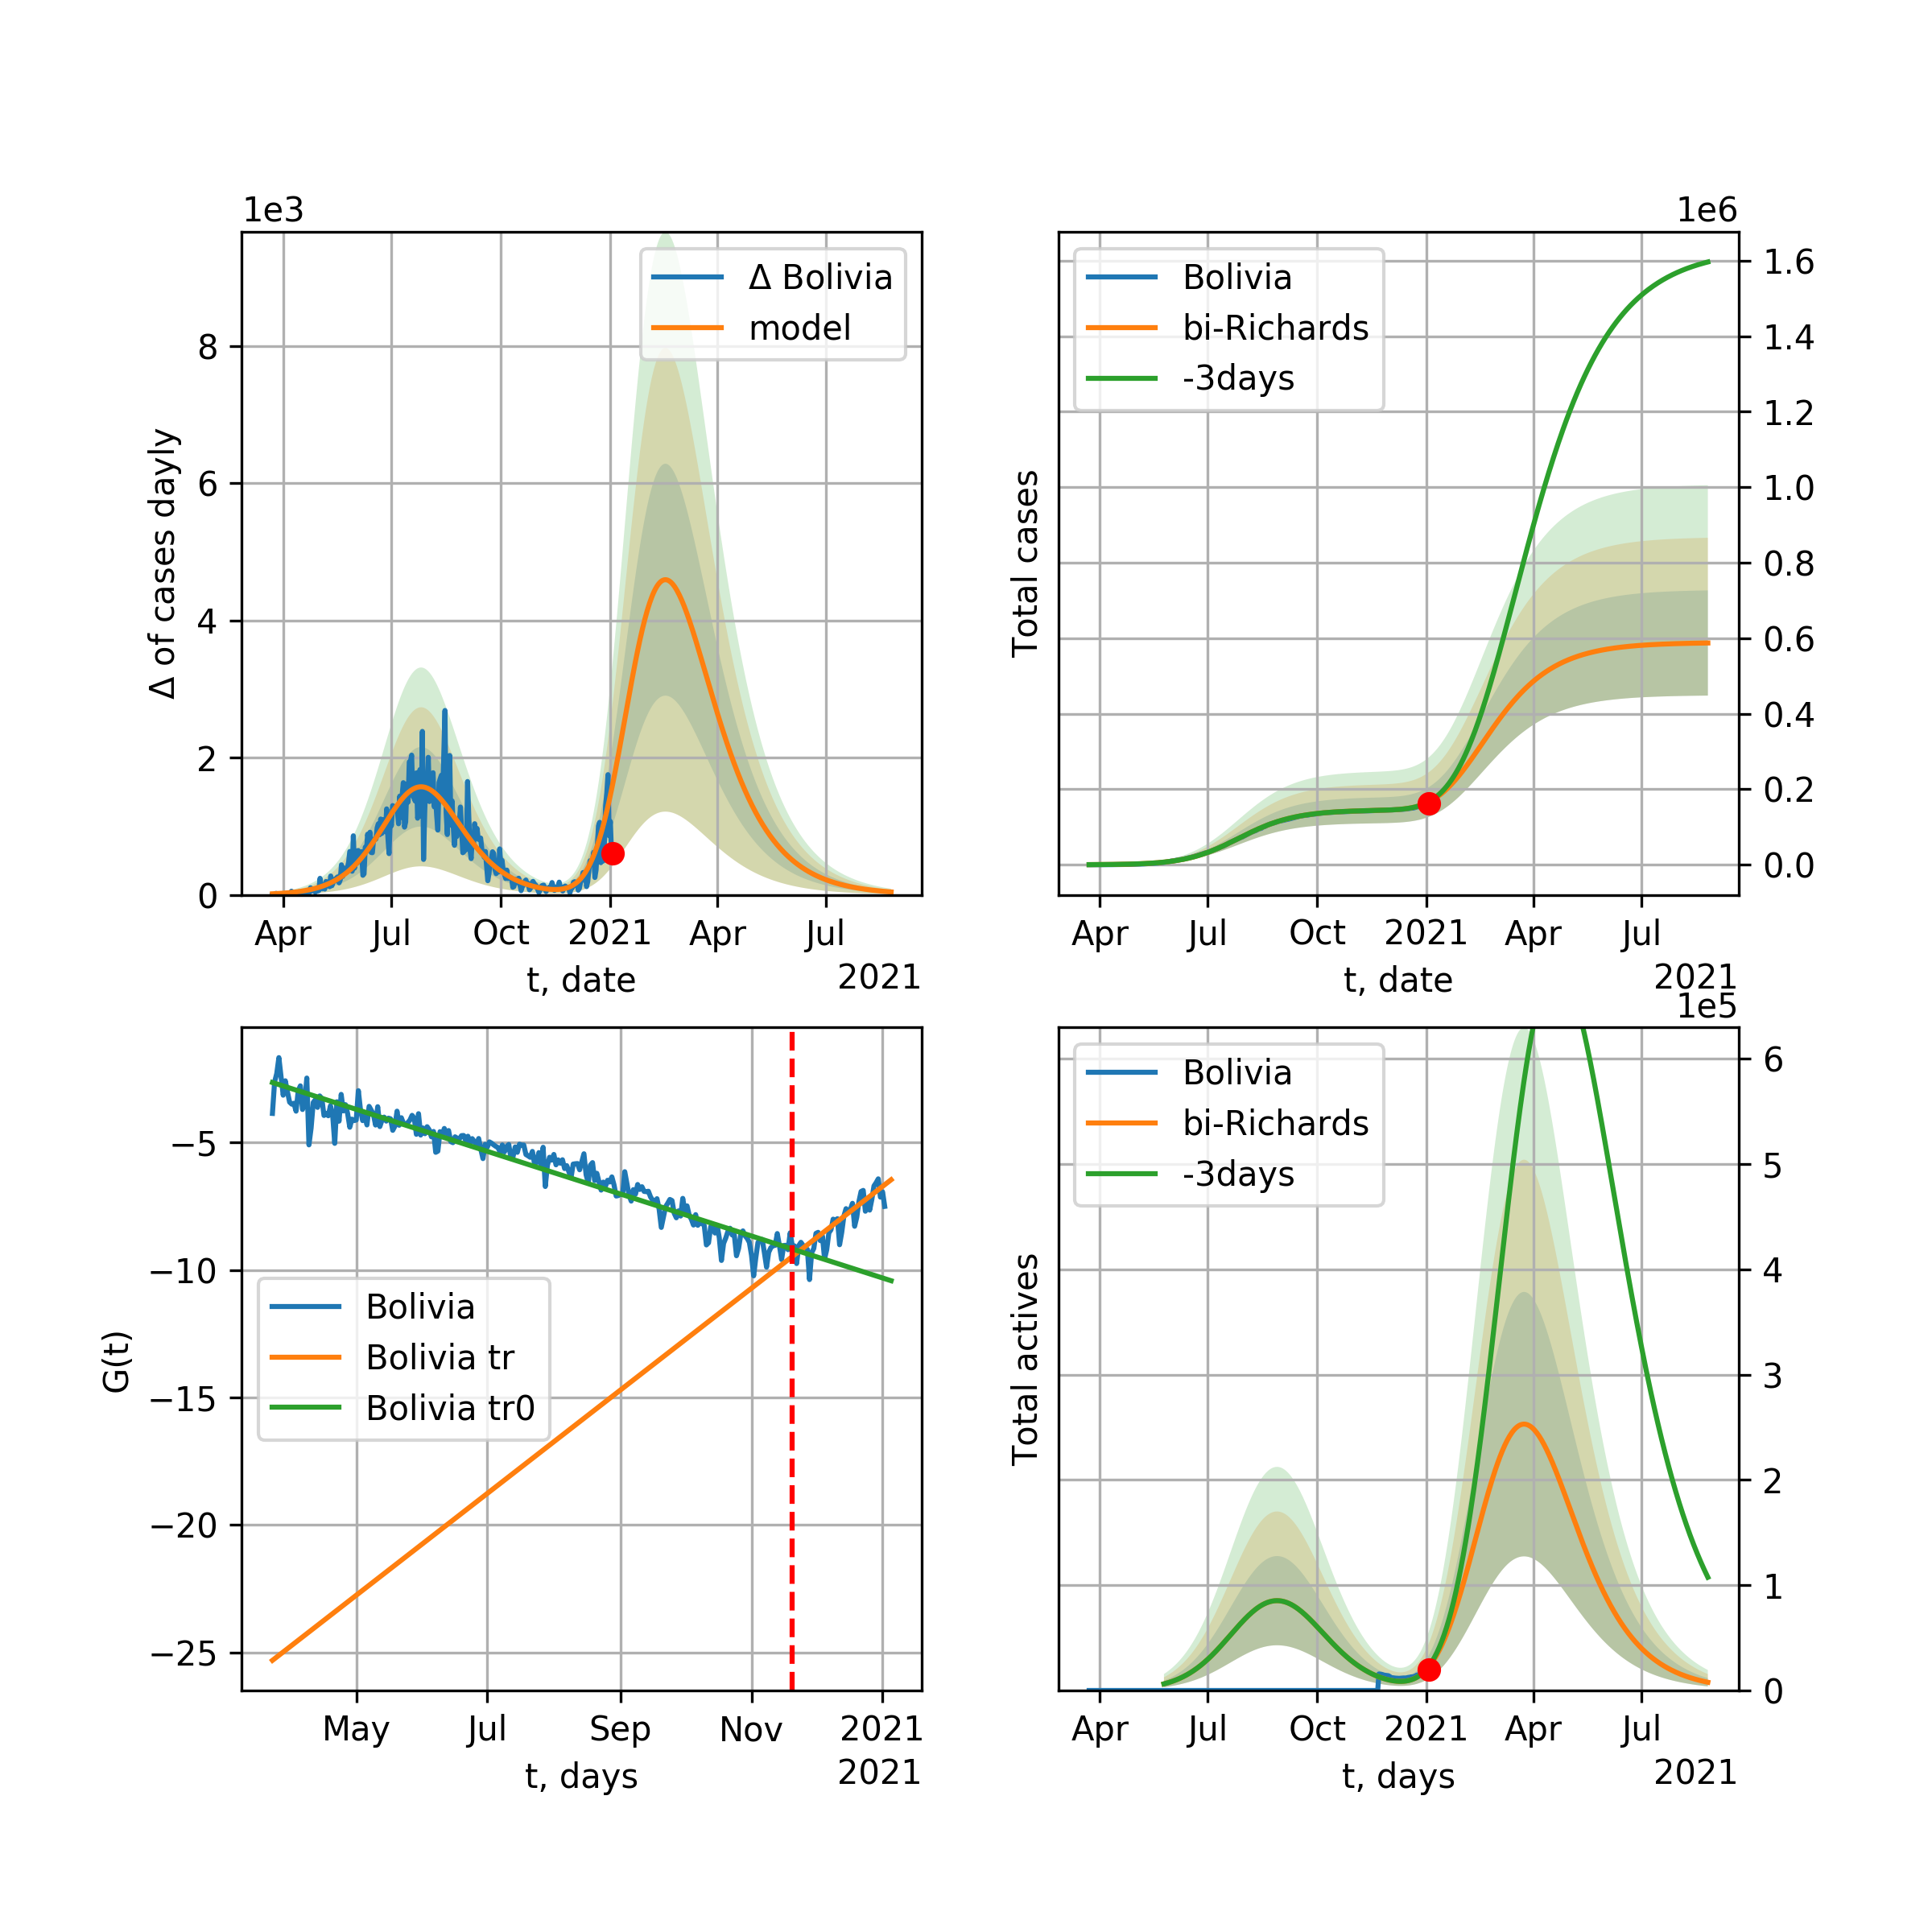 1e3
Δ of cases dayly
8
6
4
2
0
Δ Bolivia
model
Apr Jul Oct 2021 Apr Jul
t, date
2021
1e6
Total cases
Bolivia
bi-Richards
-3days
1.6
1.4
1.2
1.0
0.8
0.6
0.4
0.2
0.0
Apr Jul Oct 2021 Apr Jul
t, date
2021
G(t)
−5
−10
−15
−20
−25
Bolivia
Bolivia tr
Bolivia tr0
May Jul Sep Nov 2021
t, days
2021
1e5
Total actives
Bolivia
bi-Richards
-3days
6
5
4
3
2
1
0
Apr Jul Oct 2021 Apr Jul
t, days
2021